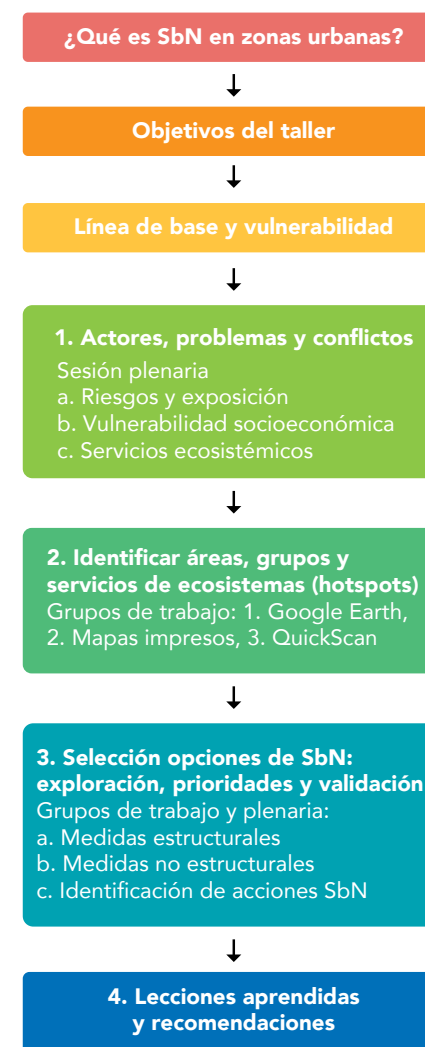 ¿Qué es SbN en zonas urbanas?
Objetivos del taller
Línea de base y vulnerabilidad
1. Actores, problemas y conflictos
Sesión plenaria
a. Riesgos y exposición
b. Vulnerabilidad socioeconómica
c. Servicios ecosistémicos
2. Identificar áreas, grupos y
servicios de ecosistemas (hotspots)
Grupos de trabajo: 1. Google Earth,
2. Mapas impresos, 3. QuickScan
3. Selección opciones de SbN:
exploración, prioridades y validación
Grupos de trabajo y plenaria:
a. Medidas estructurales
b. Medidas no estructurales
c. Identificación de acciones SbN
4. Lecciones aprendidas
y recomendaciones